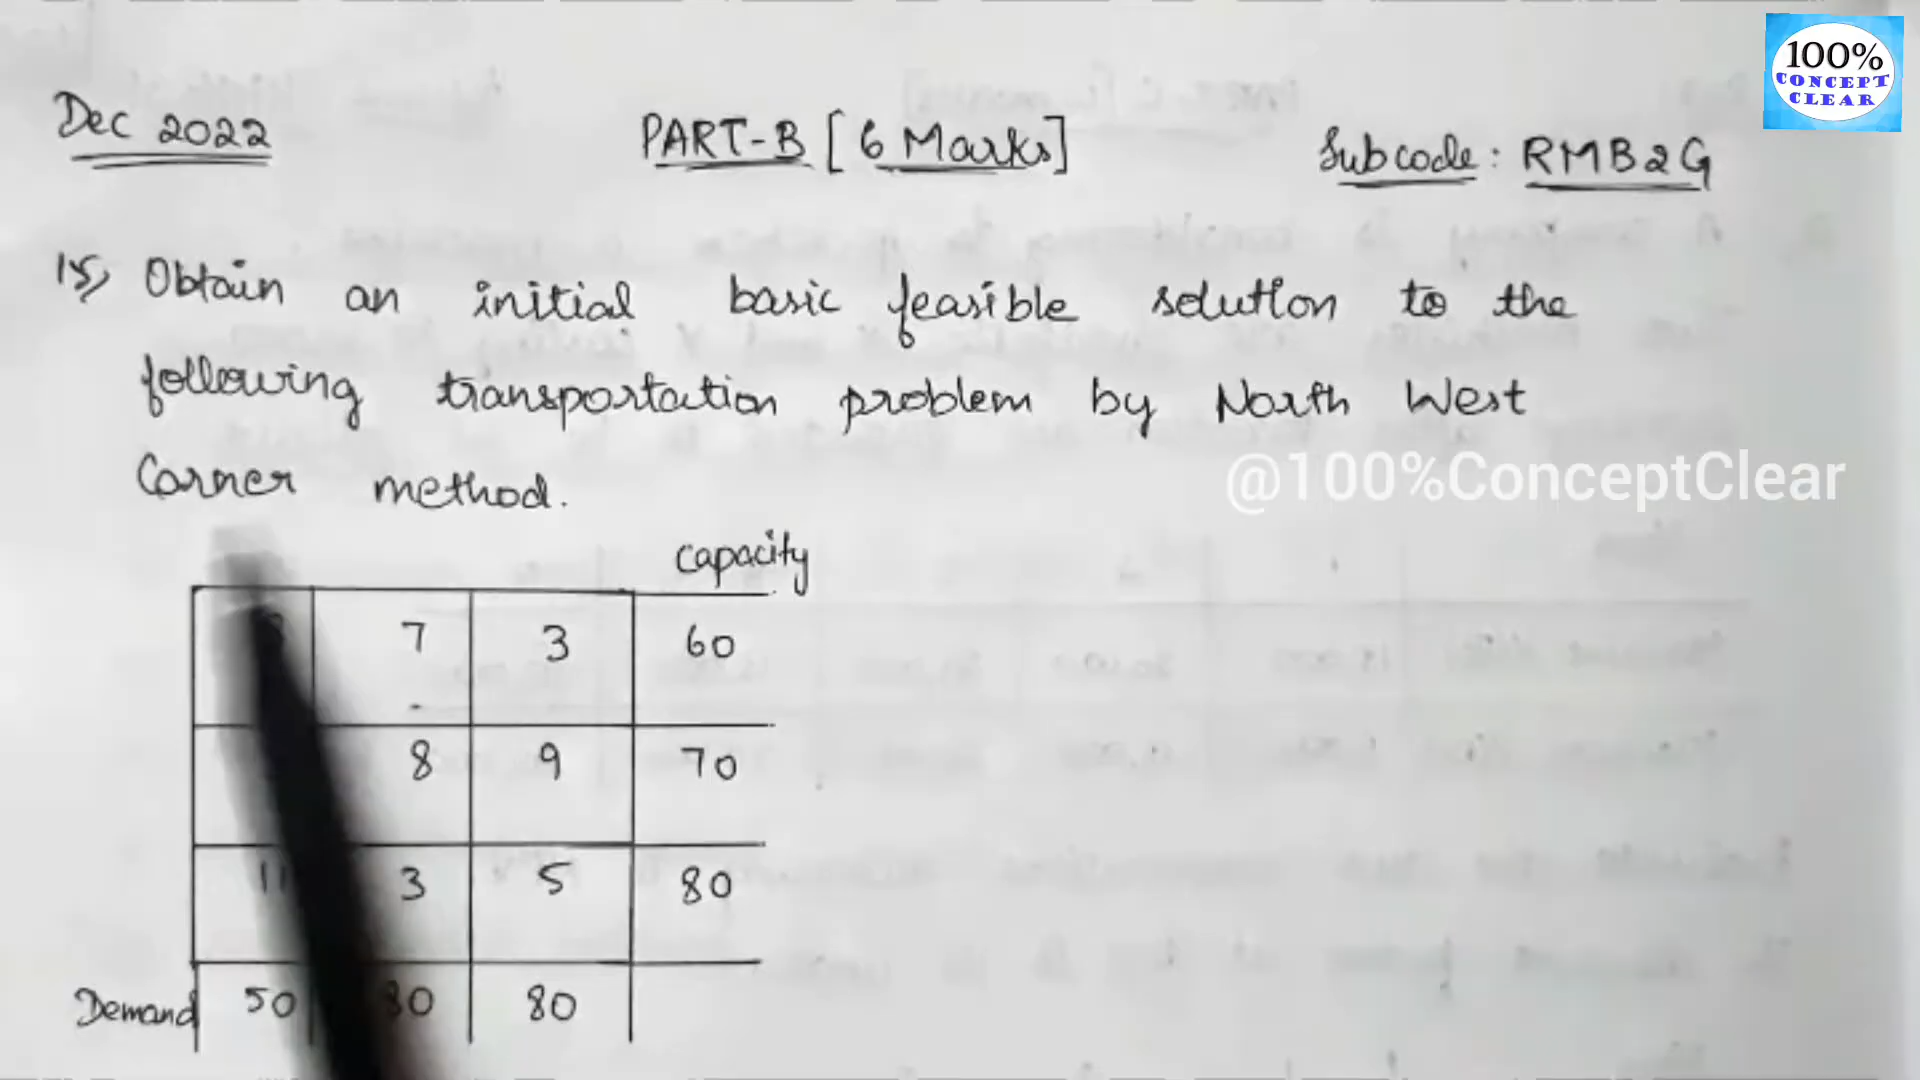 100%
CONCEPT
CLEAR
Dec 2022 PART-B [6 Marks] Subcode: RMB2G
15) Obtain an initial basic feasible solution to the
following transportation problem by North West
Corner method.
@100%ConceptClear
capacity
7 3 60
8 9 70
11 3 5 80
Demand 50 80 80